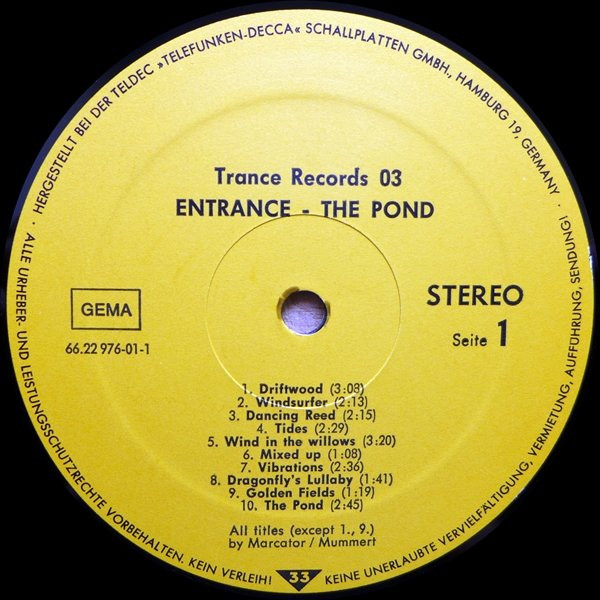 HERGESTELLT BEI DER TELDEC »TELEFUNKEN-DECCA« SCHALLPLATTEN GMBH., HAMBURG 19, GERMANY ·
Trance Records 03
ENTRANCE - THE POND
GEMA
66.22 976-01-1
STEREO
Seite 1
1. Driftwood (3:08)
2. Windsurfer (2:13)
3. Dancing Reed (2:15)
4. Tides (2:29)
5. Wind in the willows (3:20)
6. Mixed up (1:08)
7. Vibrations (2:36)
8. Dragonfly's Lullaby (1:41)
9. Golden Fields (1:19)
10. The Pond (2:45)
All titles (except 1., 9.)
by Marcator / Mummert
· ALLE URHEBER- UND LEISTUNGSSCHUTZRECHTE VORBEHALTEN. KEIN VERLEIH!
33
KEINE UNERLAUBTE VERVIELFÄLTIGUNG, VERMIETUNG, AUFFÜHRUNG, SENDUNG!